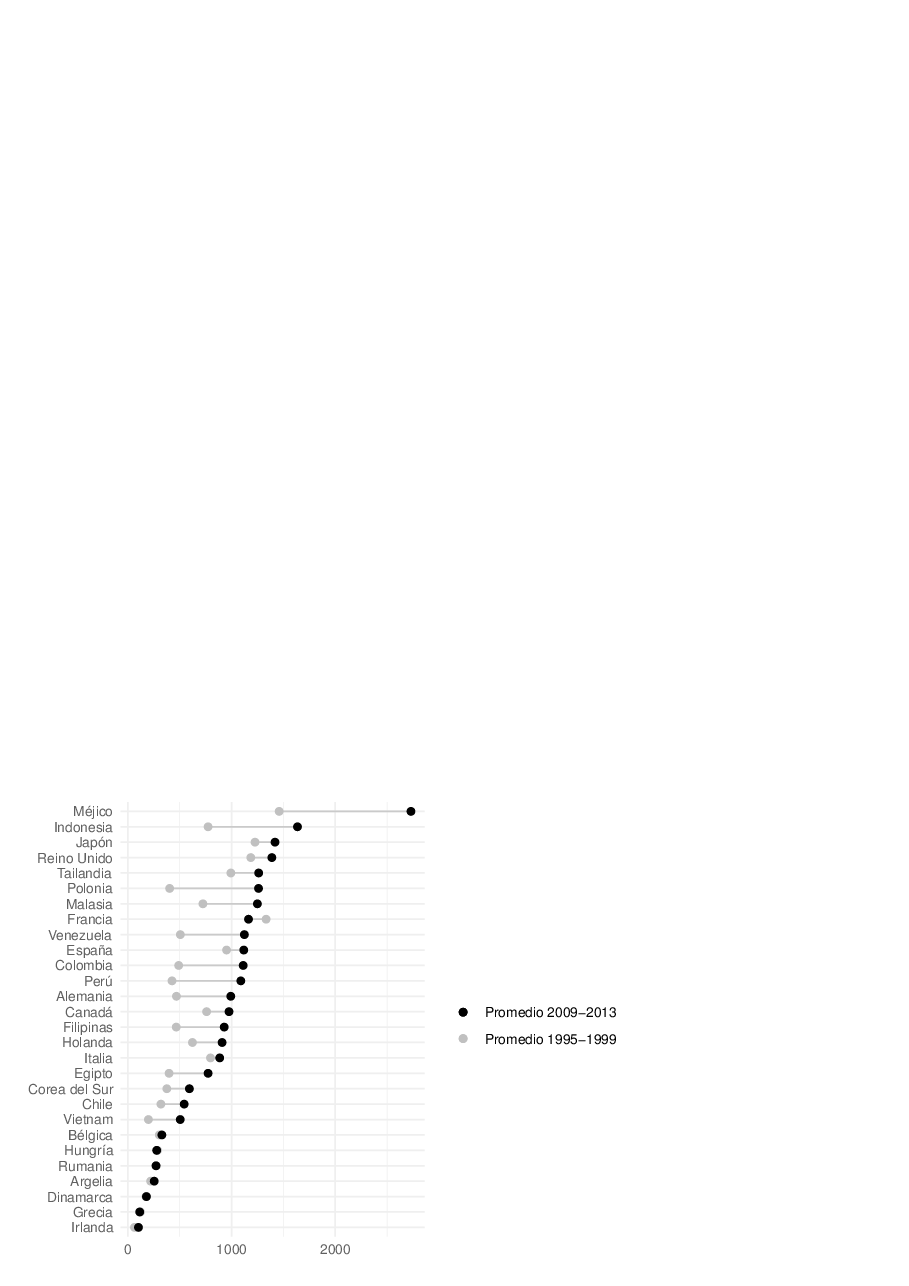 Méjico
Indonesia
Japón
Reino Unido
Tailandia
Polonia
Malasia
Francia
Venezuela
España
Colombia
Perú
Alemania
Canadá
Filipinas
Holanda
Italia
Egipto
Corea del Sur
Chile
Vietnam
Bélgica
Hungría
Rumania
Argelia
Dinamarca
Grecia
Irlanda
0 1000 2000
Promedio 2009–2013
Promedio 1995–1999